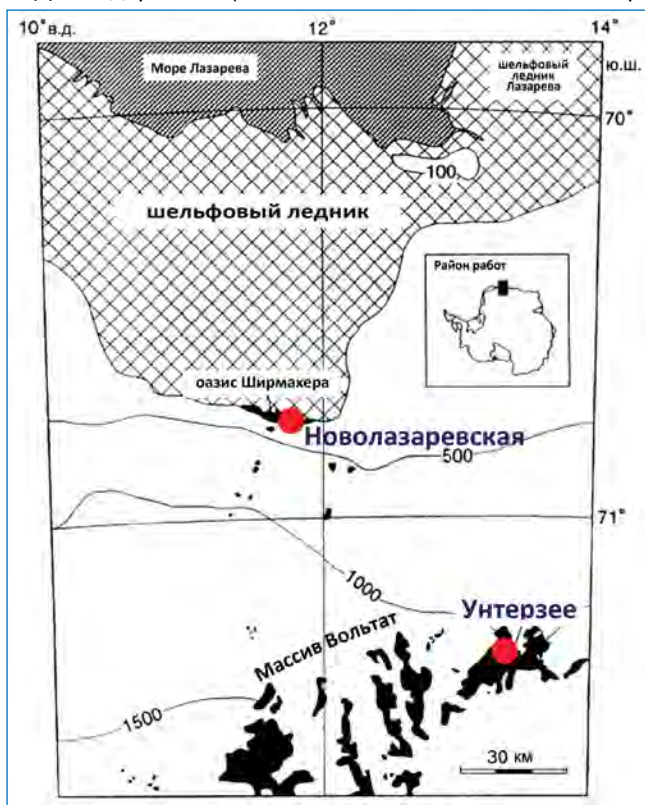 10° в.д.
12°
14°
Море Лазарева
шельфовый
ледник
Лазарева
ю.ш.
70°
100
шельфовый ледник
Район работ
оазис Ширмахера
Новолазаревская
500
71°
1000
Унтерзее
Массив Вольтат
1500
30 км